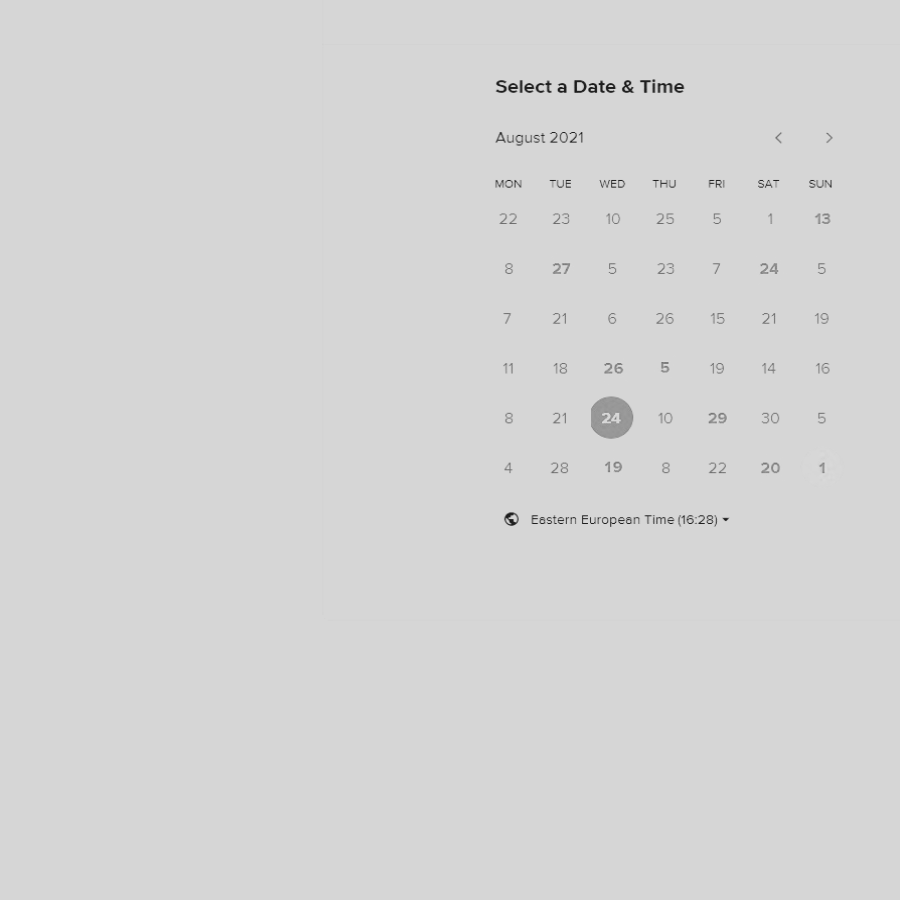 Select a Date & Time
August 2021
MON TUE WED THU FRI SAT SUN
22 23 10 25 5 1 13
8 27 5 23 7 24 5
7 21 6 26 15 21 19
11 18 26 5 19 14 16
8 21 24 10 29 30 5
4 28 19 8 22 20 1
Eastern European Time (16:28)